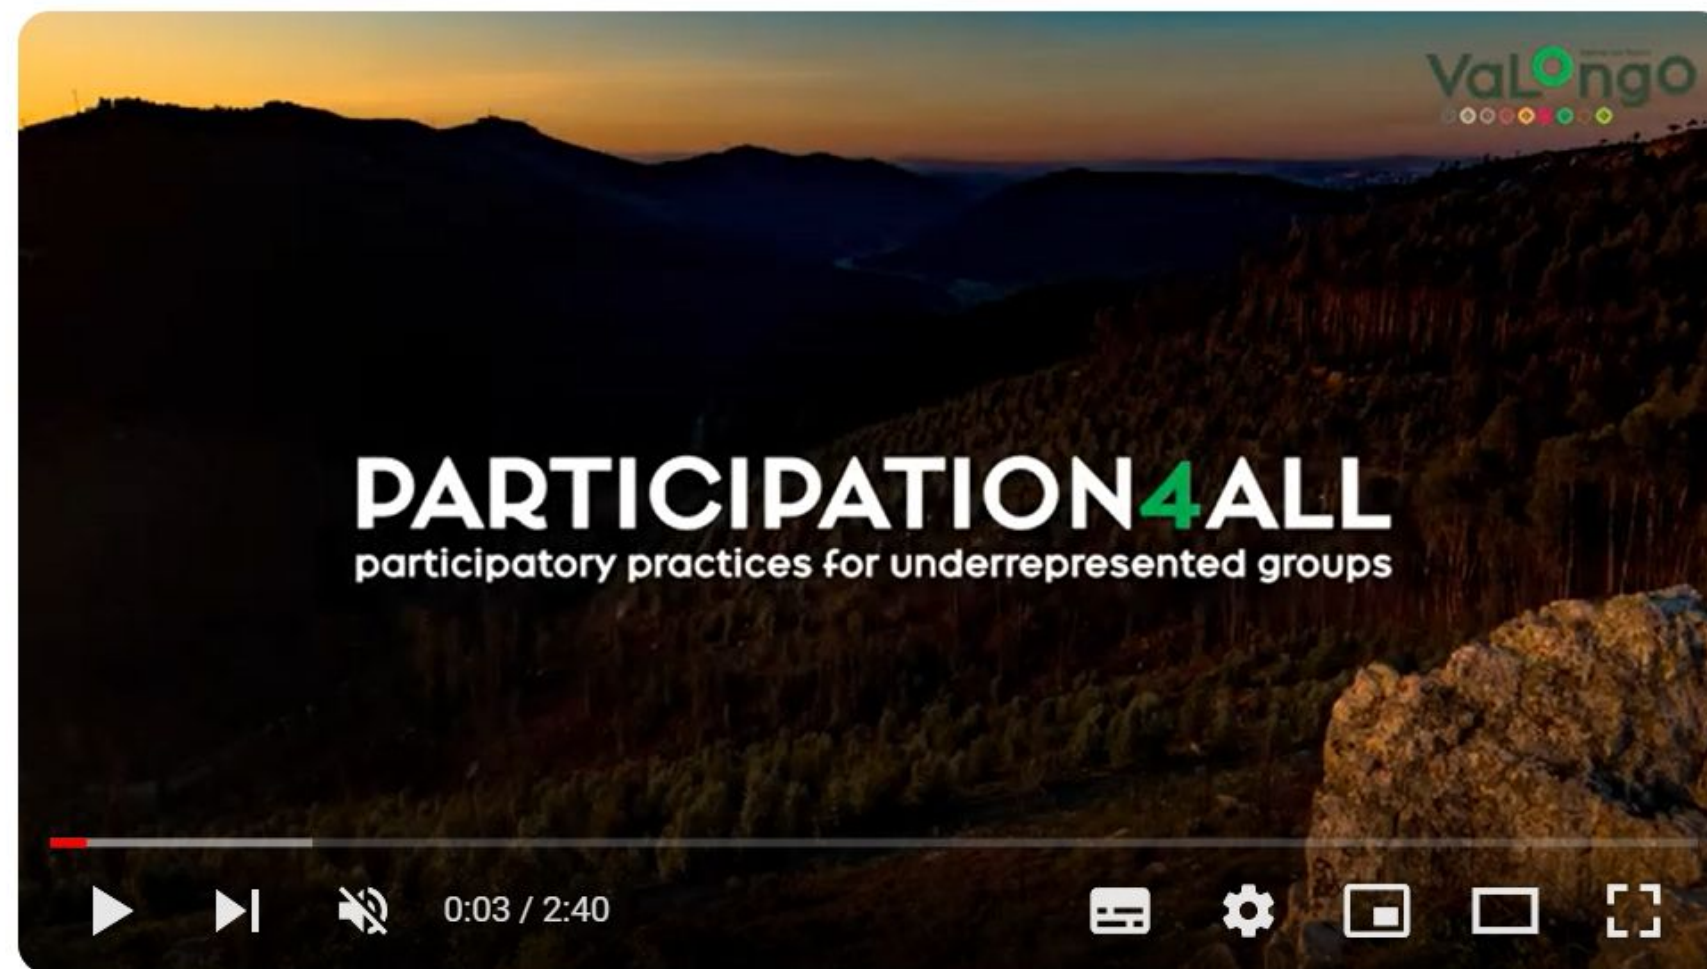 VaLOngO
PARTICIPATION4ALL
participatory practices for underrepresented groups
0:03 / 2:40